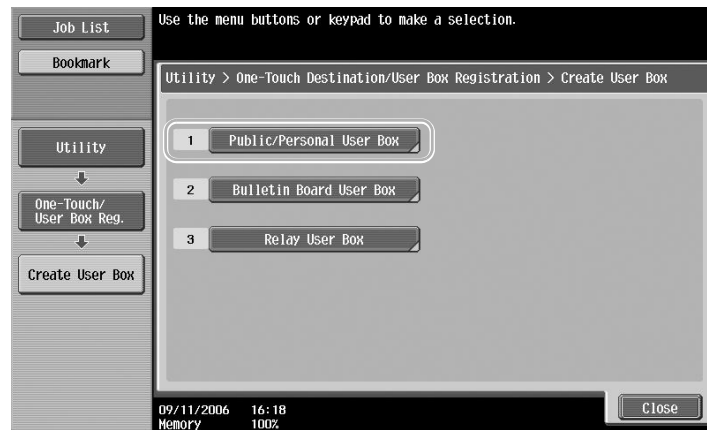 Job List
Bookmark
Use the menu buttons or keypad to make a selection.
Utility > One-Touch Destination/User Box Registration > Create User Box
Utility
One-Touch/
User Box Reg.
Create User Box
1 Public/Personal User Box
2 Bulletin Board User Box
3 Relay User Box
09/11/2006 16:18
Memory 100%
Close